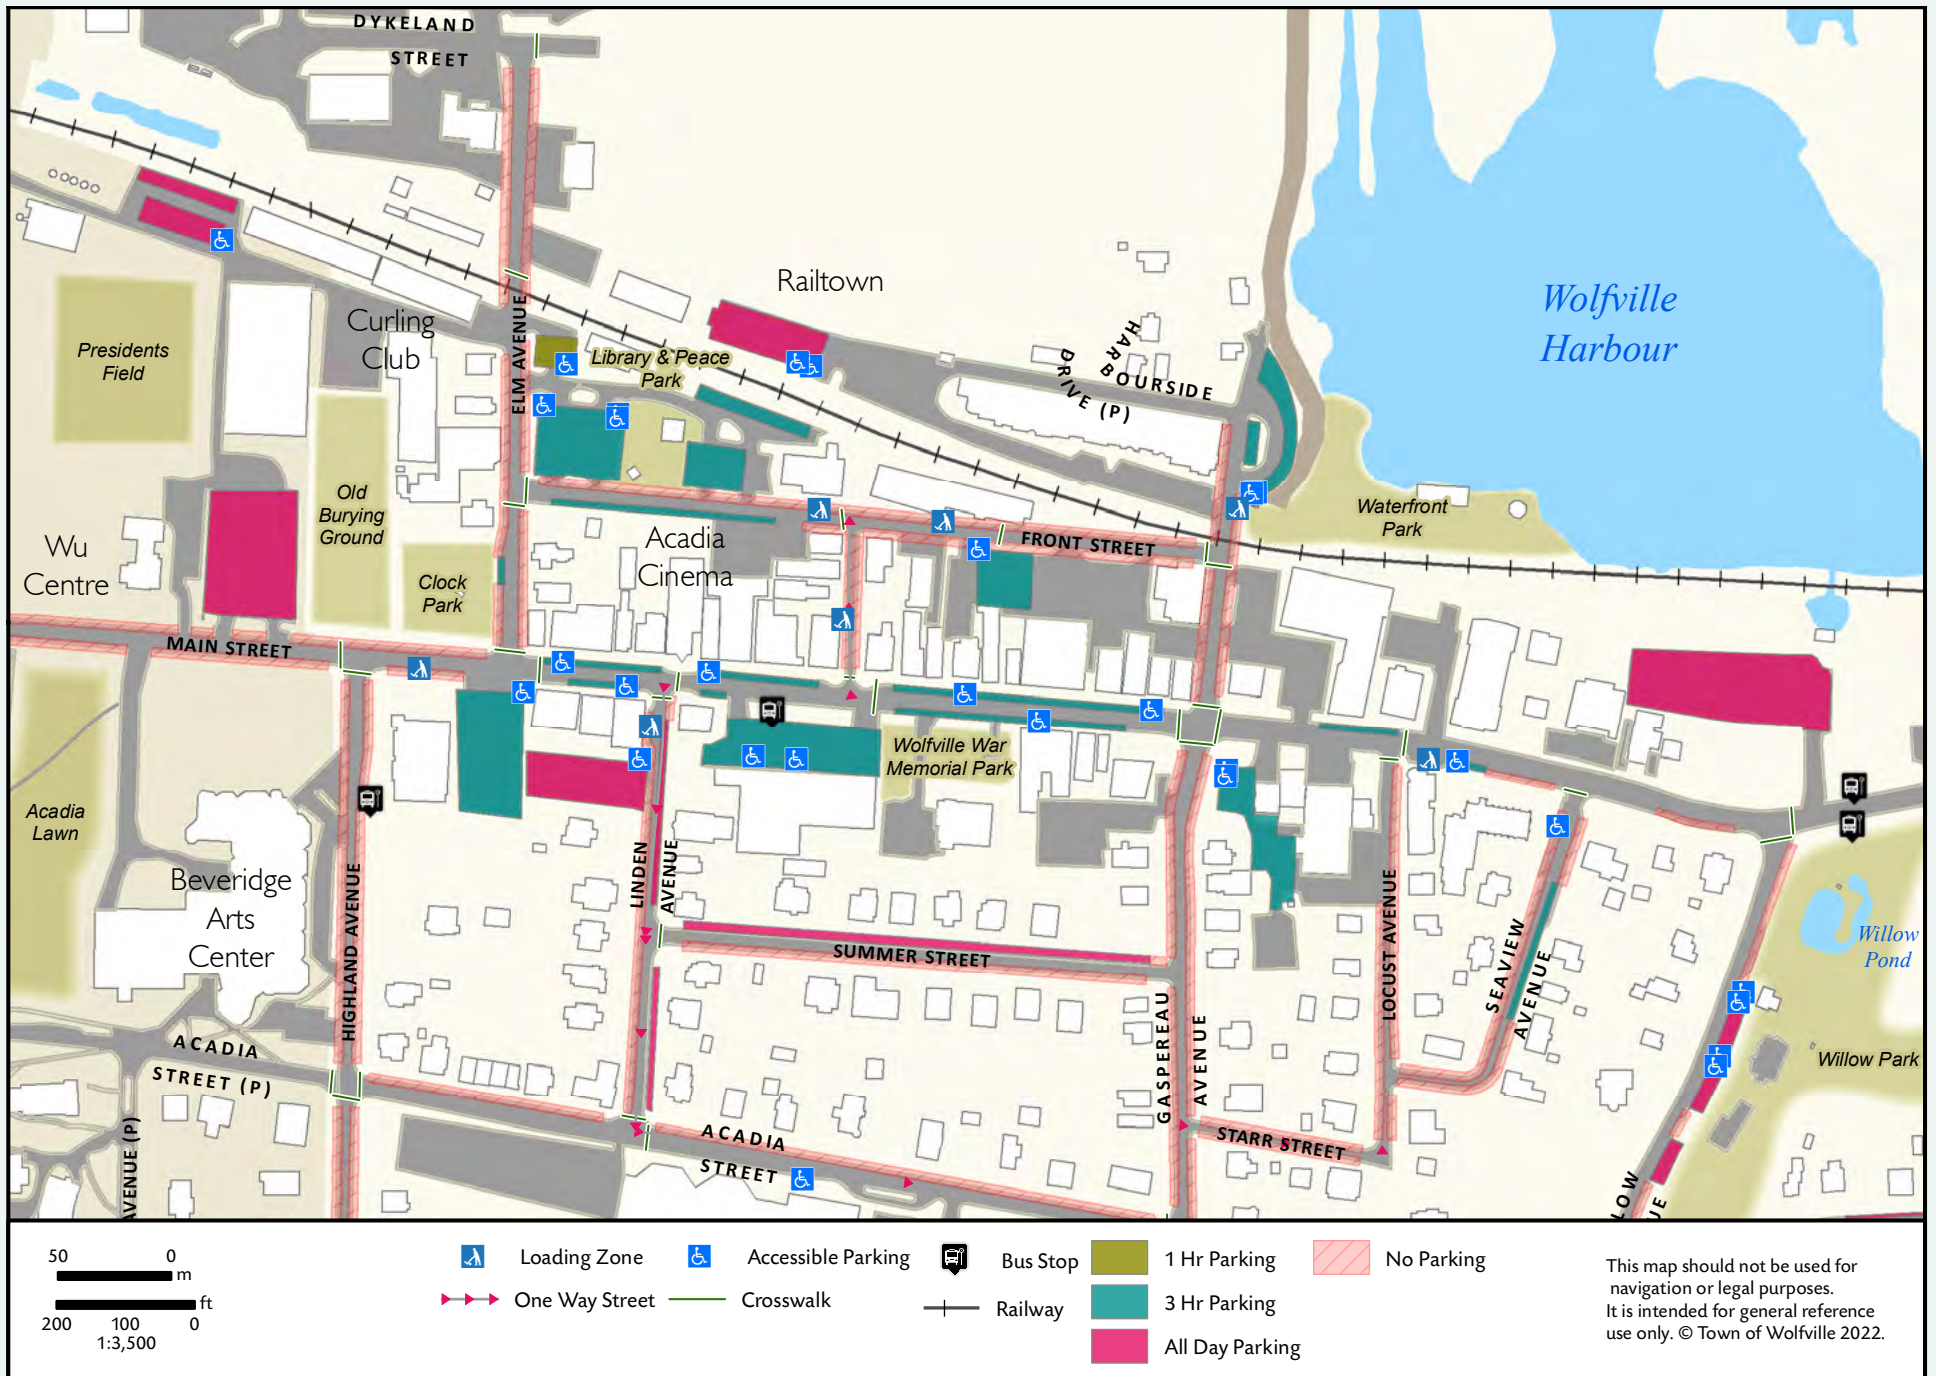 DYKELAND
STREET
Railtown
Wolfville
Harbour
Curling
Club
ELM AVENUE
Library & Peace
Park
HARBOURSIDE
DRIVE (P)
Presidents
Field
Old
Burying
Ground
Waterfront
Park
Acadia
Cinema
FRONT STREET
Wu
Centre
Clock
Park
MAIN STREET
Wolfville War
Memorial Park
Acadia
Lawn
Beveridge
Arts
Center
HIGHLAND AVENUE
LINDEN
AVENUE
SUMMER STREET
GASPEREAU
AVENUE
LOCUST AVENUE
SEAVIEW
AVENUE
Willow
Pond
Willow Park
ACADIA
STREET (P)
AVENUE (P)
ACADIA
STREET
STARR STREET
LOW
UE
50 0
m
ft
200 100 0
1:3,500
Loading Zone
Accessible Parking
Bus Stop
1 Hr Parking
No Parking
One Way Street
Crosswalk
Railway
3 Hr Parking
All Day Parking
This map should not be used for
navigation or legal purposes.
It is intended for general reference
use only. © Town of Wolfville 2022.